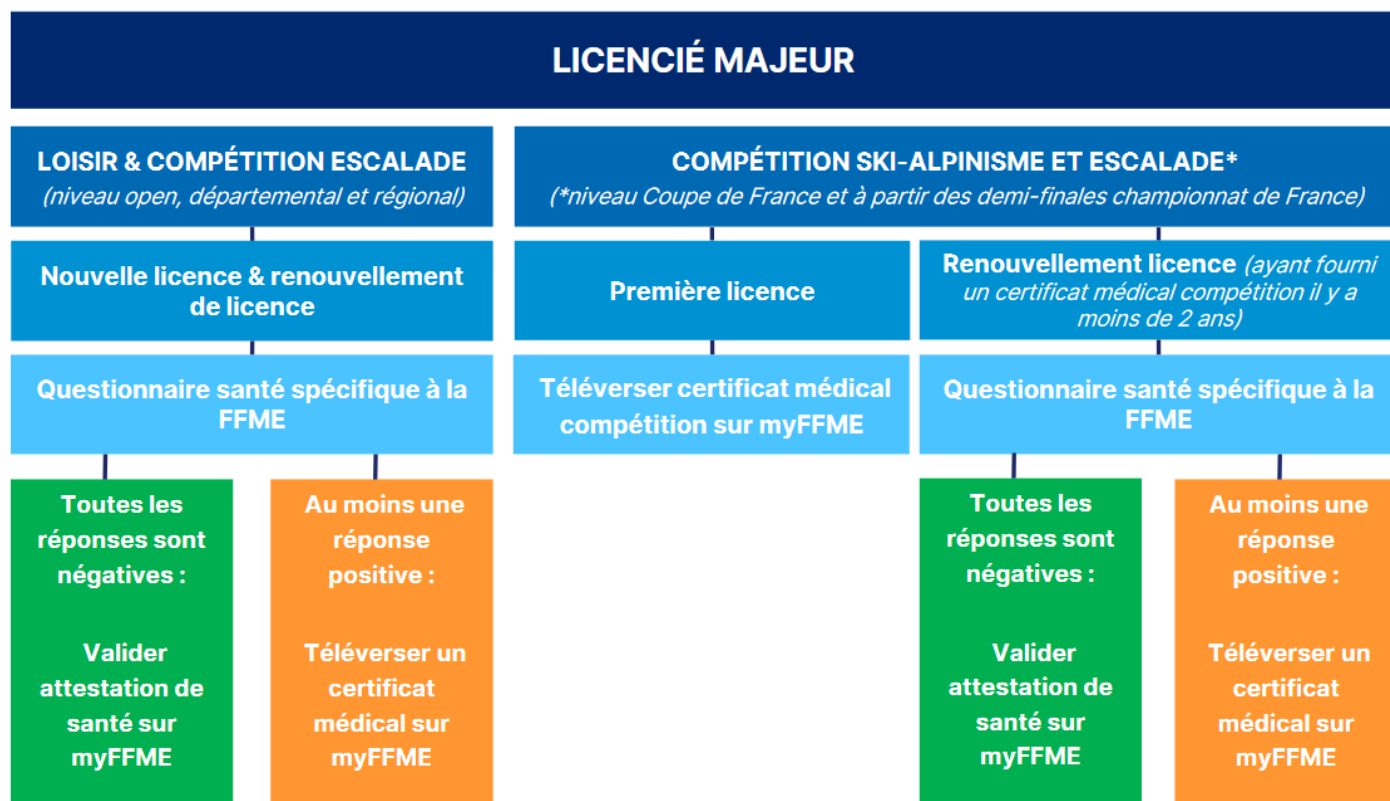 LICENCIÉ MAJEUR
LOISIR & COMPÉTITION ESCALADE
(niveau open, départemental et régional)
COMPÉTITION SKI-ALPINISME ET ESCALADE*
(*niveau Coupe de France et à partir des demi-finales championnat de France)
Nouvelle licence & renouvellement
de licence
Première licence
Renouvellement licence (ayant fourni
un certificat médical compétition il y a
moins de 2 ans)
Questionnaire santé spécifique à la
FFME
Téléverser certificat médical
compétition sur myFFME
Questionnaire santé spécifique à la
FFME
Toutes les
réponses sont
négatives :
Valider
attestation de
santé sur
myFFME
Au moins une
réponse
positive :
Téléverser un
certificat
médical sur
myFFME
Toutes les
réponses sont
négatives :
Valider
attestation de
santé sur
myFFME
Au moins une
réponse
positive :
Téléverser un
certificat
médical sur
myFFME